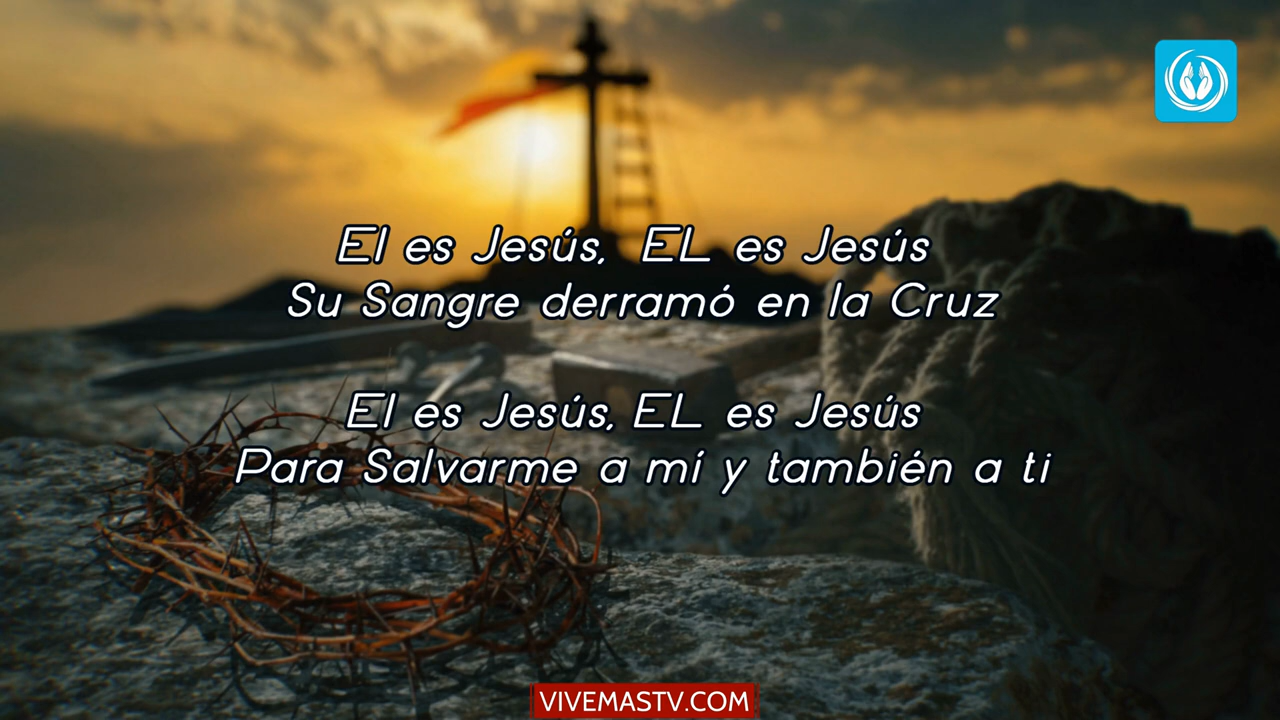 El es Jesús, EL es Jesús
Su Sangre derramó en la Cruz
El es Jesús, EL es Jesús
Para Salvarme a mí y también a ti
VIVEMASTV.COM